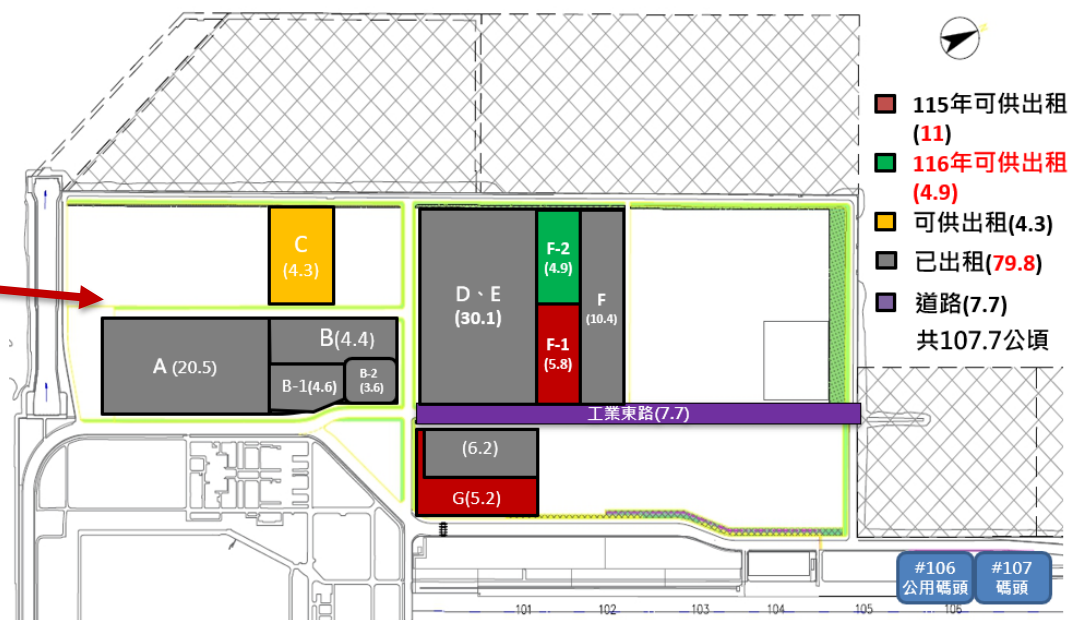 115年可供出租
(11)
116年可供出租
(4.9)
可供出租(4.3)
已出租(79.8)
道路(7.7)
共107.7公頃
C
(4.3)
D、E
(30.1)
F-2
(4.9)
F
(10.4)
F-1
(5.8)
A (20.5)
B(4.4)
B-1(4.6)
B-2
(3.6)
工業東路(7.7)
(6.2)
G(5.2)
#106
公用碼頭
#107
碼頭
101
102
103
104
105
106